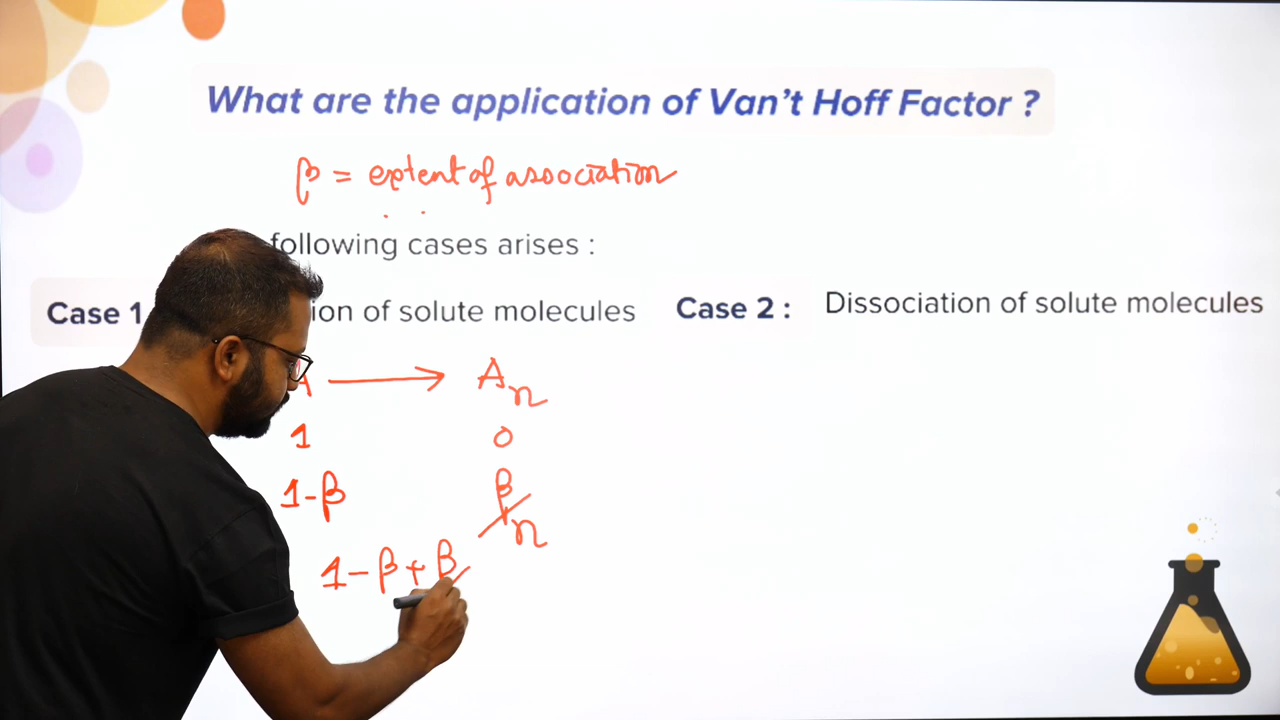 What are the application of Van't Hoff Factor ?
β = extent of association
following cases arises :
Case 1 ion of solute molecules
Case 2 : Dissociation of solute molecules
A ⟶ Aₙ
1 0
1-β β/n
1-β+β/